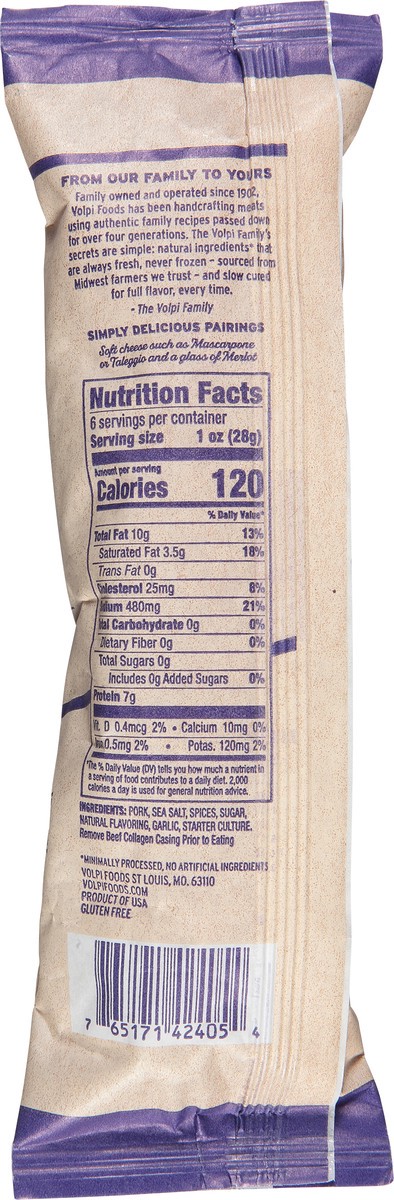 FROM OUR FAMILY TO YOURS
Family owned and operated since 1902,
Volpi Foods has been handcrafting meats
using authentic family recipes passed down
for over four generations. The Volpi Family's
secrets are simple: natural ingredients* that
are always fresh, never frozen - sourced from
Midwest farmers we trust - and slow cured
for full flavor, every time.
- The Volpi Family
SIMPLY DELICIOUS PAIRINGS
Soft cheese such as Mascarpone
or Taleggio and a glass of Merlot
Nutrition Facts
6 servings per container
Serving size 1 oz (28g)
Amount per serving
Calories 120
% Daily Value*
Total Fat 10g 13%
Saturated Fat 3.5g 18%
Trans Fat 0g
Cholesterol 25mg 8%
Sodium 480mg 21%
Total Carbohydrate 0g 0%
Dietary Fiber 0g 0%
Total Sugars 0g
Includes 0g Added Sugars 0%
Protein 7g
Vit. D 0.4mcg 2% • Calcium 10mg 0%
Iron 0.5mg 2% • Potas. 120mg 2%
*The % Daily Value (DV) tells you how much a nutrient in
a serving of food contributes to a daily diet. 2,000
calories a day is used for general nutrition advice.
INGREDIENTS: PORK, SEA SALT, SPICES, SUGAR,
NATURAL FLAVORING, GARLIC, STARTER CULTURE.
Remove Beef Collagen Casing Prior to Eating
*MINIMALLY PROCESSED, NO ARTIFICIAL INGREDIENTS
VOLPI FOODS ST LOUIS, MO. 63110
VOLPIFOODS.COM
PRODUCT OF USA
GLUTEN FREE
7 65171 42405 4